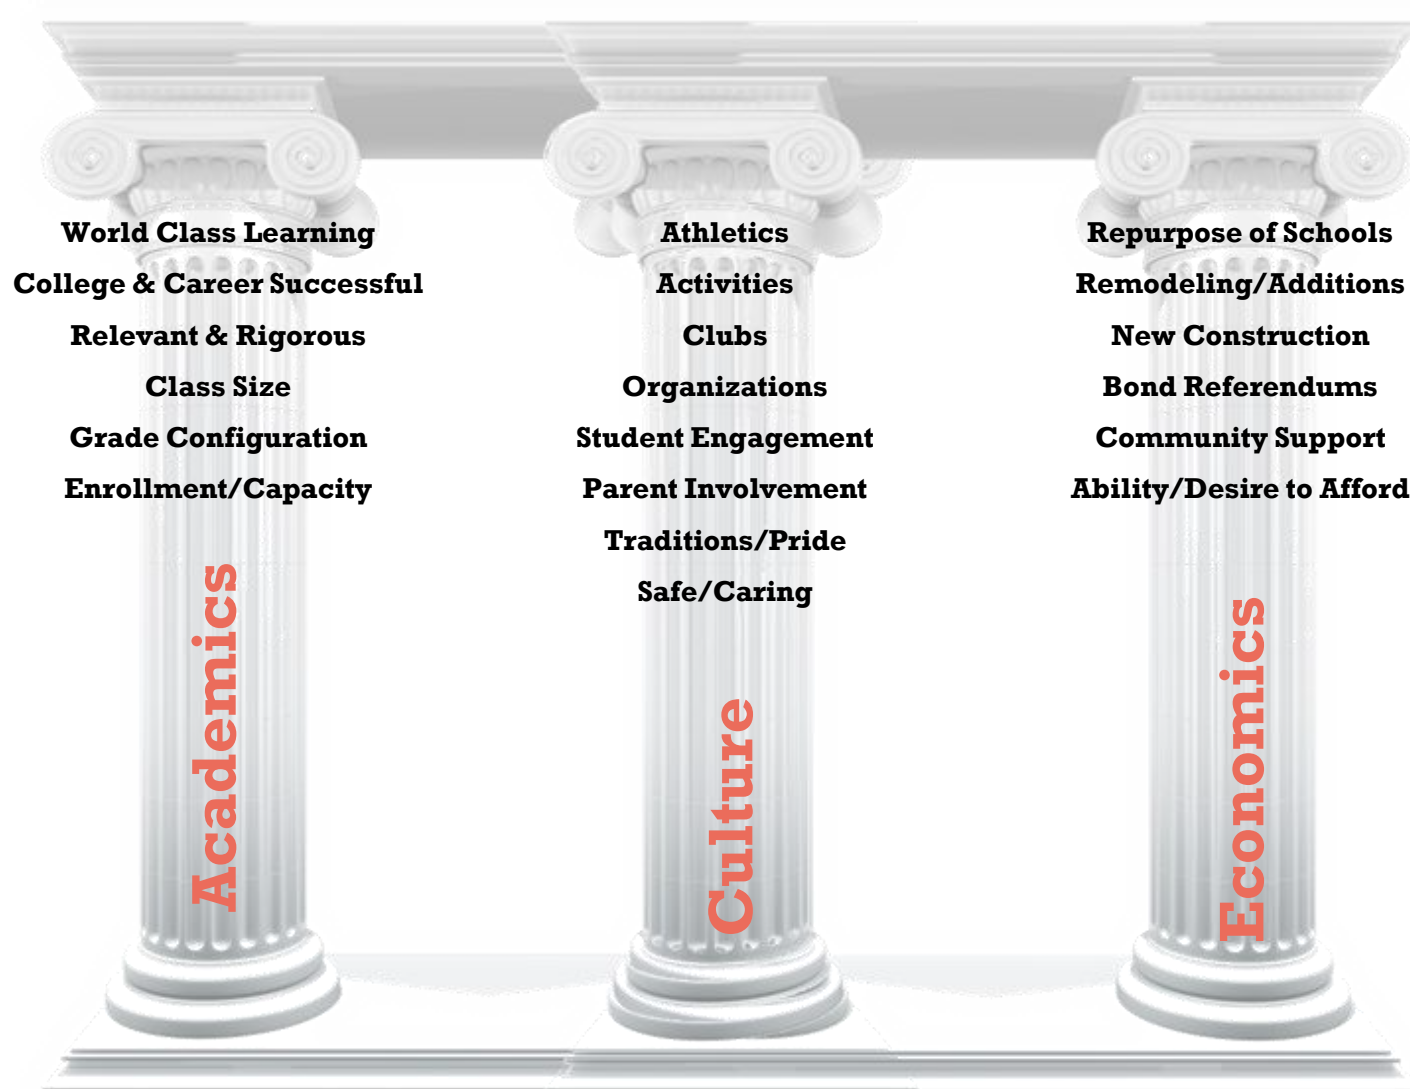 World Class Learning
College & Career Successful
Relevant & Rigorous
Class Size
Grade Configuration
Enrollment/Capacity
Academics
Athletics
Activities
Clubs
Organizations
Student Engagement
Parent Involvement
Traditions/Pride
Safe/Caring
Culture
Repurpose of Schools
Remodeling/Additions
New Construction
Bond Referendums
Community Support
Ability/Desire to Afford
Economics